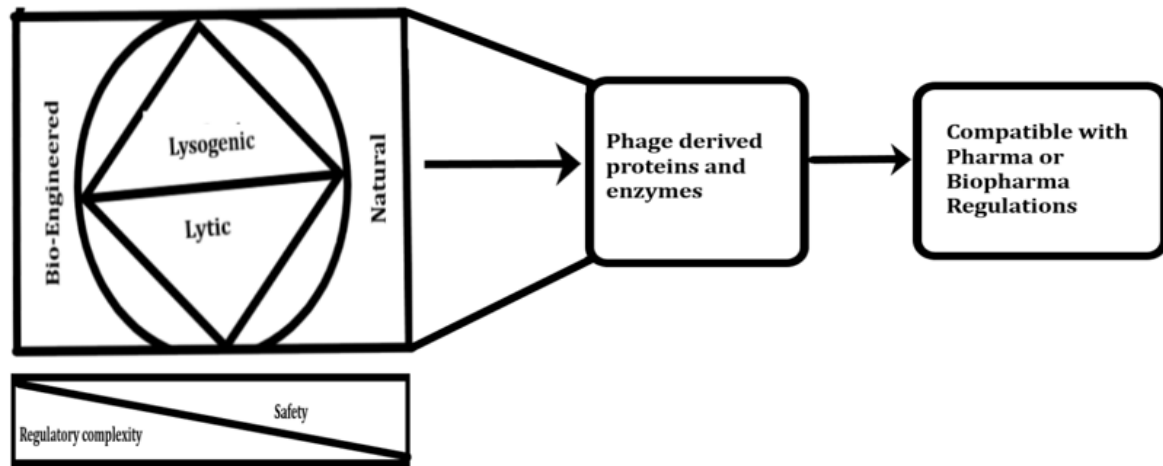 Bio-Engineered
Lysogenic
Lytic
Natural
Phage derived
proteins and
enzymes
Compatible with
Pharma or
Biopharma
Regulations
Safety
Regulatory complexity